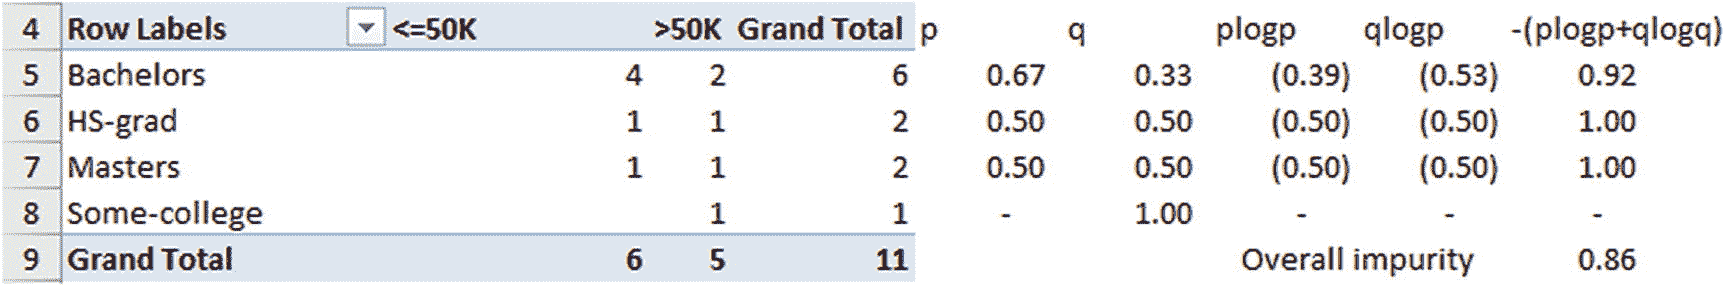 4 Row Labels <=50K >50K Grand Total p q plogp qlogp -(plogp+qlogq)
5 Bachelors 4 2 6 0.67 0.33 (0.39) (0.53) 0.92
6 HS-grad 1 1 2 0.50 0.50 (0.50) (0.50) 1.00
7 Masters 1 1 2 0.50 0.50 (0.50) (0.50) 1.00
8 Some-college 1 1 - 1.00 - - -
9 Grand Total 6 5 11 Overall impurity 0.86